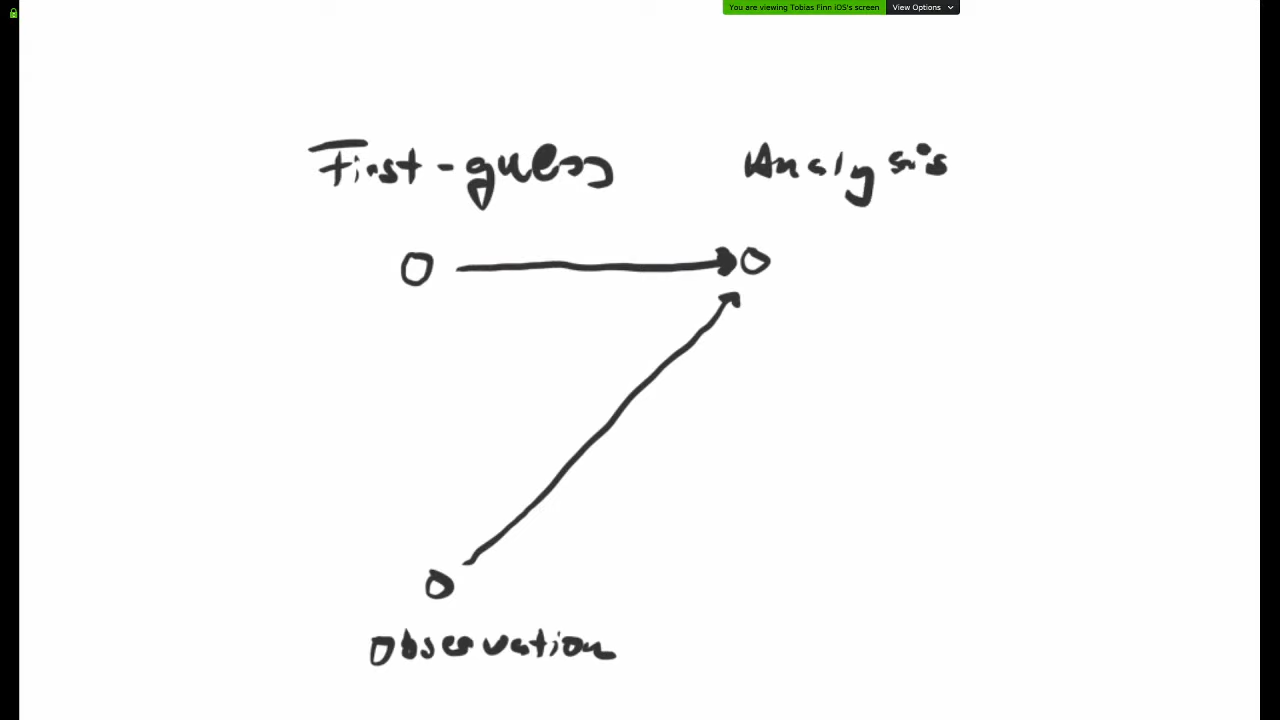 You are viewing Tobias Finn iOS's screen View Options
First-guess Analysis
Observation